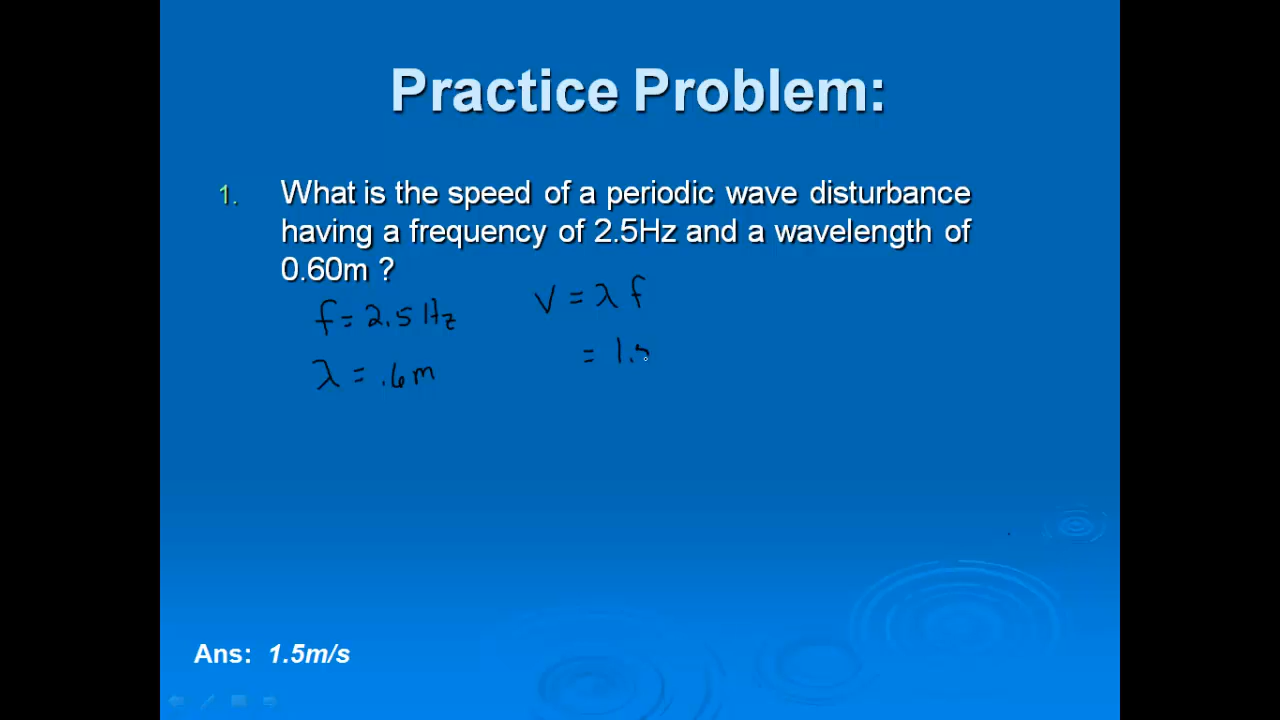 Practice Problem:
1. What is the speed of a periodic wave disturbance
having a frequency of 2.5Hz and a wavelength of
0.60m ?
f = 2.5 Hz
v = λ f
= 1.5
λ = .6m
Ans: 1.5m/s